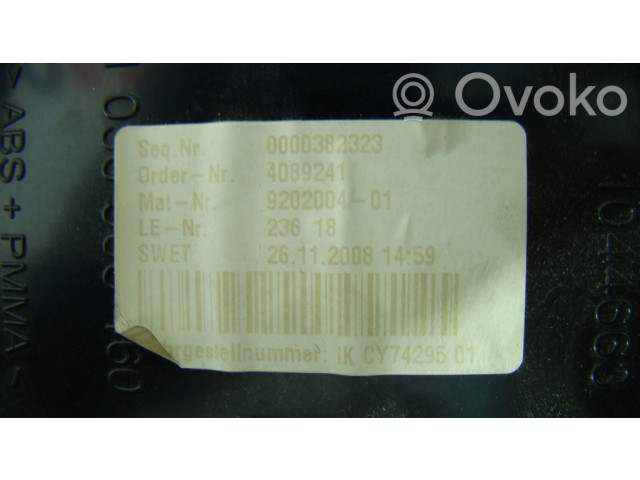 Ovoko
Seq.Nr. 0000382323
Order-Nr. 4089241
Mat-Nr. 9202004-01
LE-Nr. 236 18
SWET 26.11.2008 14:59
rgestellnummer: IK CY74295 01
> ABS + PMMA <
1044663